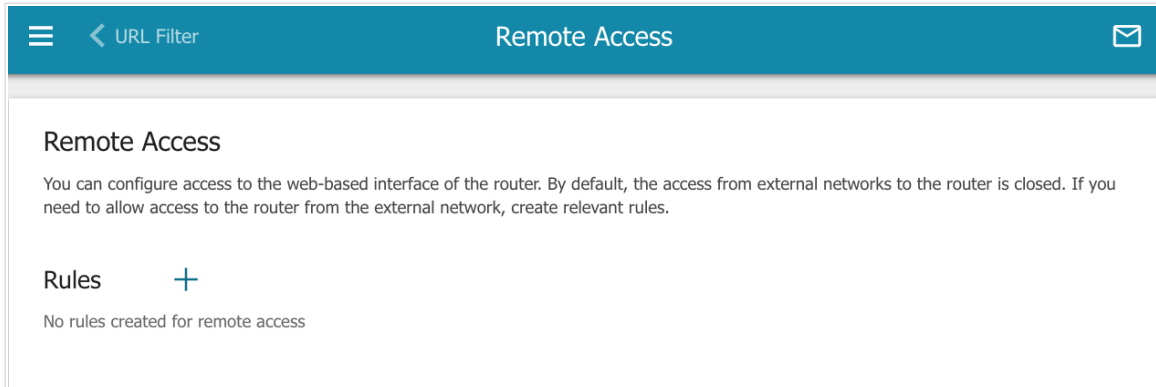 URL Filter
Remote Access
Remote Access
You can configure access to the web-based interface of the router. By default, the access from external networks to the router is closed. If you
need to allow access to the router from the external network, create relevant rules.
Rules
No rules created for remote access